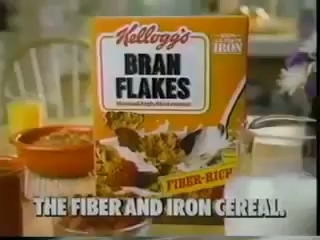 Kellogg's
IRON
BRAN
FLAKES
FIBER-RICH
THE FIBER AND IRON CEREAL.